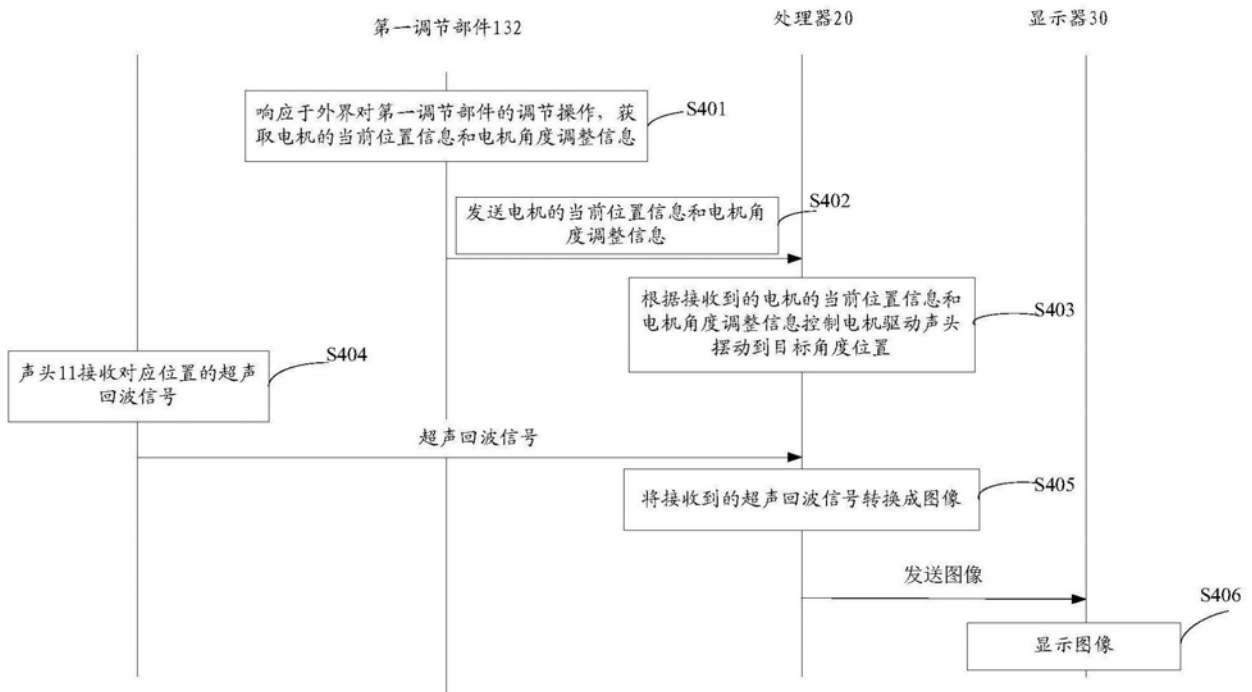 第一调节部件132
处理器20
显示器30
响应于外界对第一调节部件的调节操作，获
取电机的当前位置信息和电机角度调整信息
S401
发送电机的当前位置信息和电机角
度调整信息
S402
根据接收到的电机的当前位置信息和
电机角度调整信息控制电机驱动声头
摆动到目标角度位置
S403
声头11接收对应位置的超声
回波信号
S404
超声回波信号
将接收到的超声回波信号转换成图像
S405
发送图像
显示图像
S406